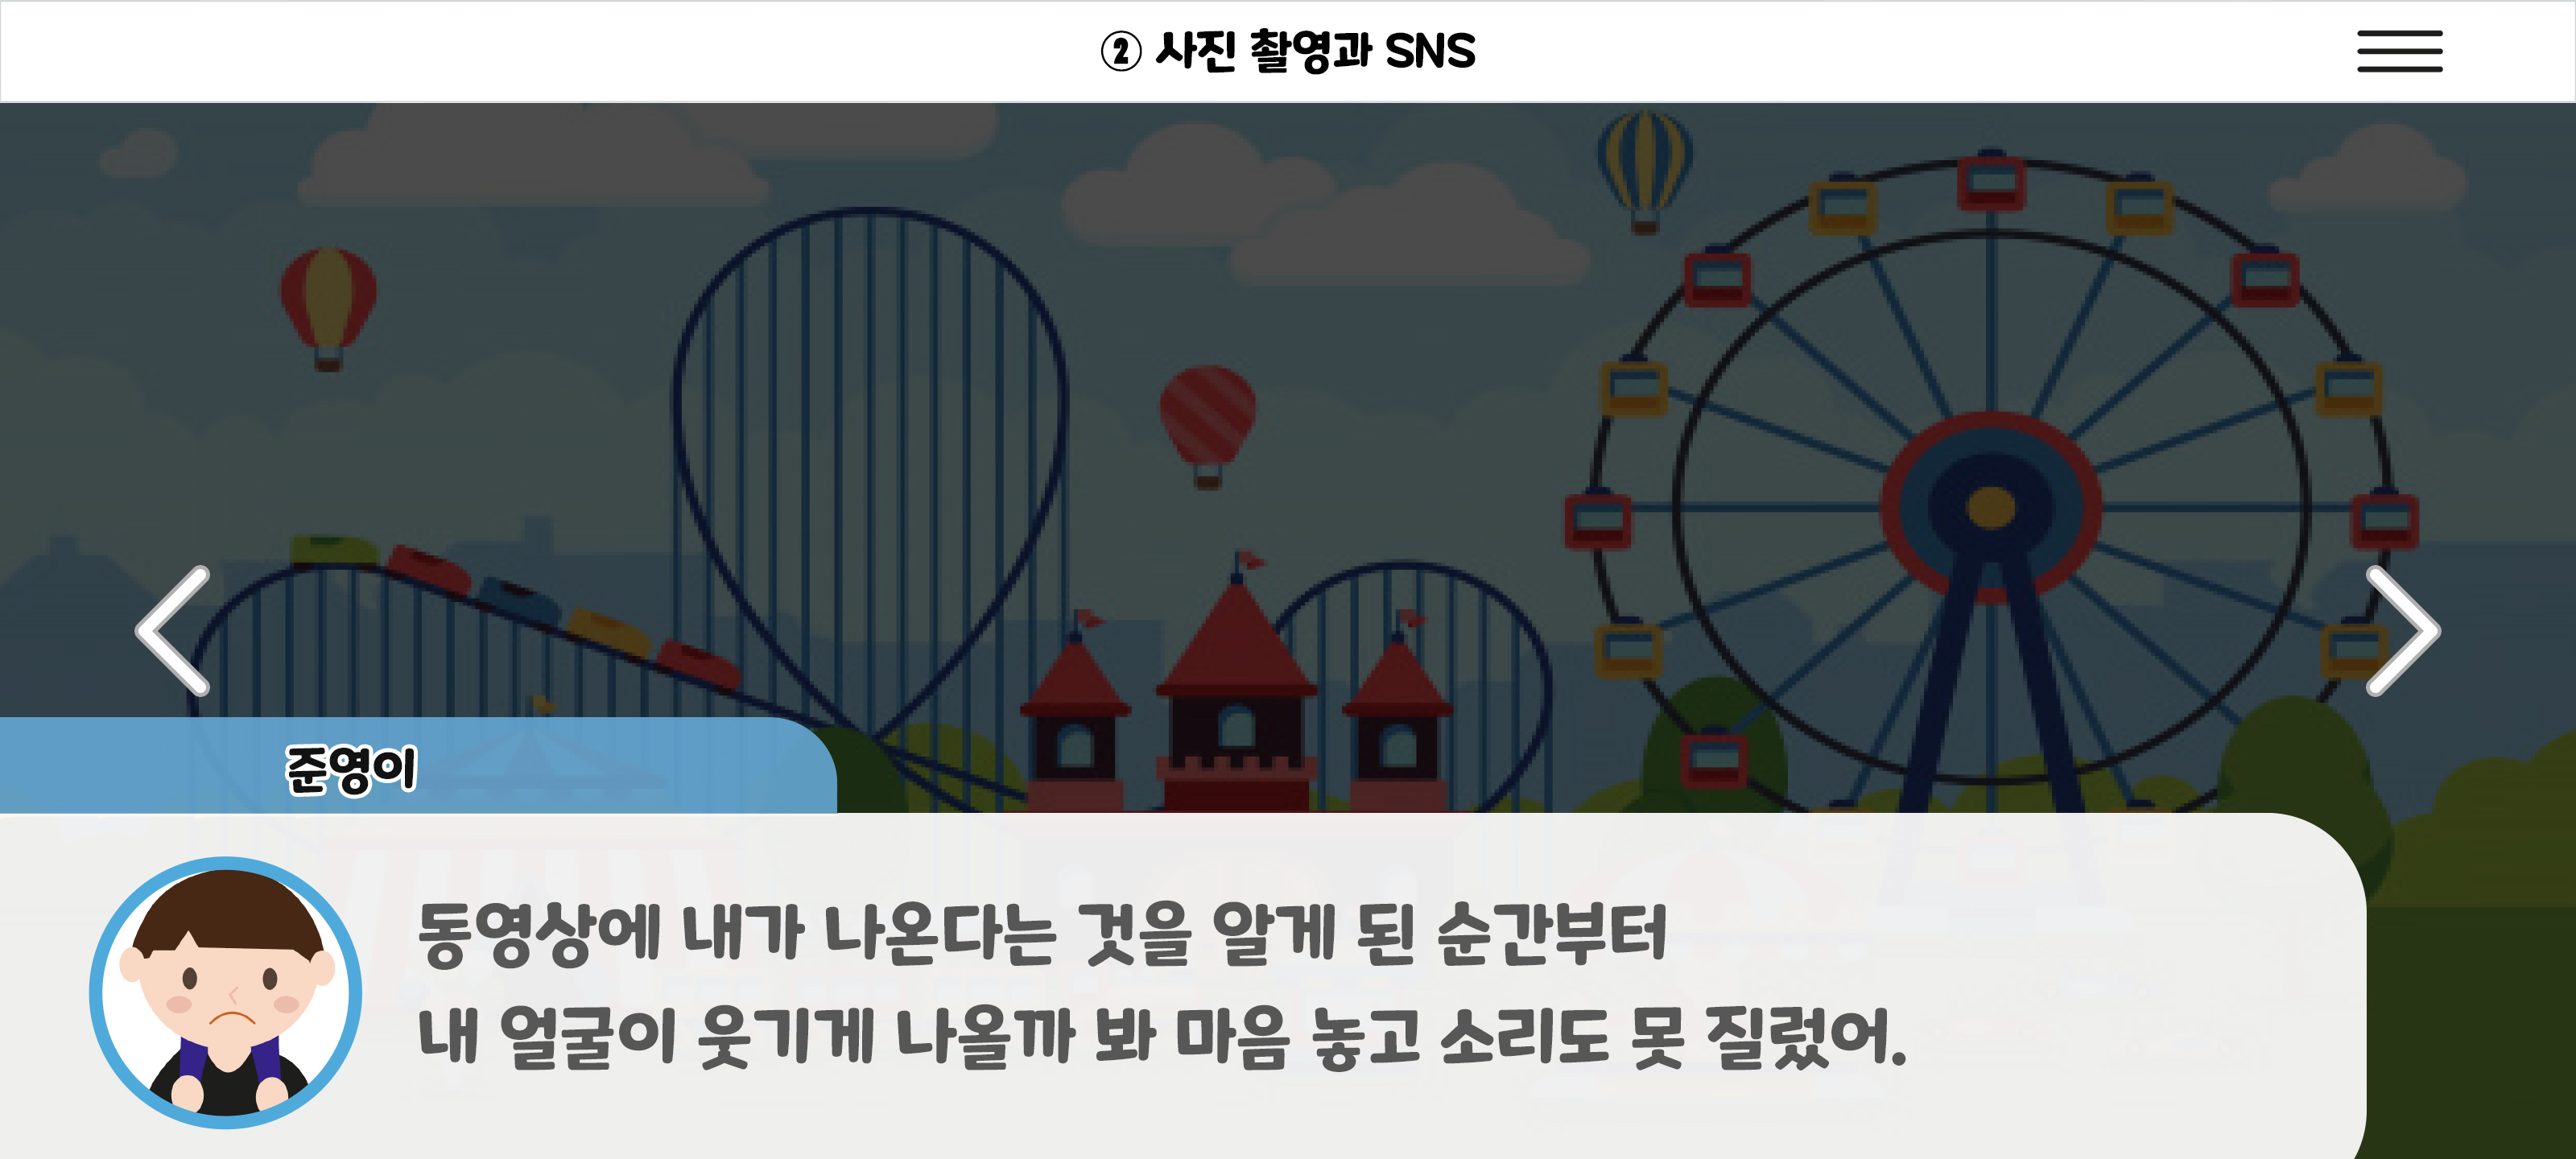 ② 사진 촬영과 SNS
준영이
동영상에 내가 나온다는 것을 알게 된 순간부터
내 얼굴이 웃기게 나올까 봐 마음 놓고 소리도 못 질렀어.